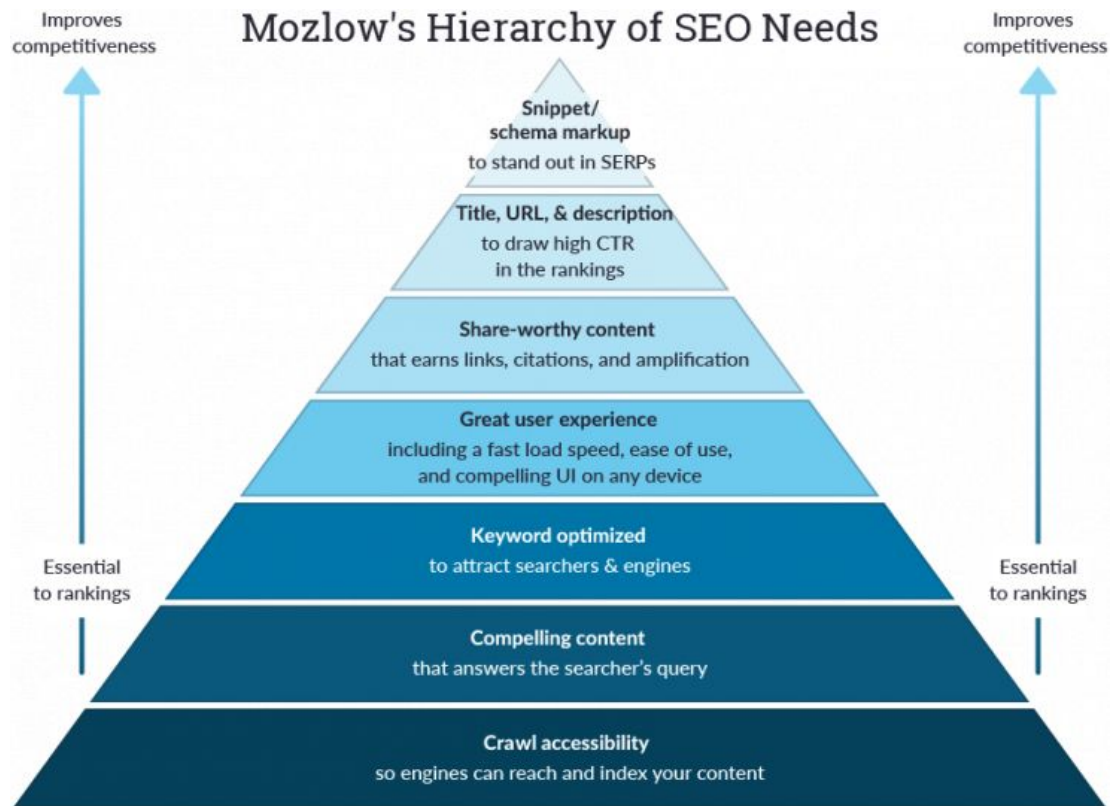 Mozlow's Hierarchy of SEO Needs
Improves
competitiveness
Improves
competitiveness
Snippet/
schema markup
to stand out in SERPs
Title, URL, & description
to draw high CTR
in the rankings
Share-worthy content
that earns links, citations, and amplification
Great user experience
including a fast load speed, ease of use,
and compelling UI on any device
Keyword optimized
to attract searchers & engines
Essential
to rankings
Essential
to rankings
Compelling content
that answers the searcher's query
Crawl accessibility
so engines can reach and index your content